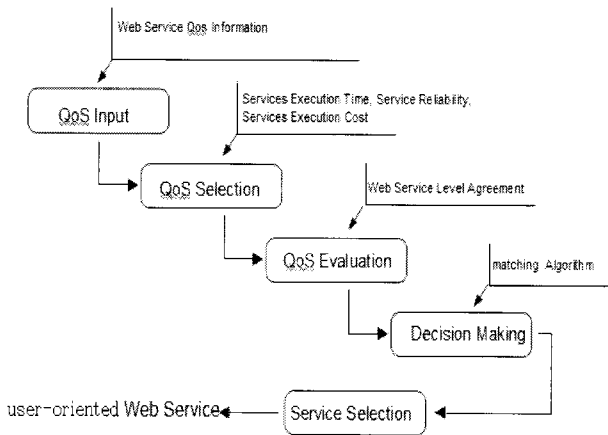 Web Service Qos Information
QoS Input
Services Execution Time, Service Reliability,
Services Execution Cost
QoS Selection
Web Service Level Agreement
QoS Evaluation
matching Algorithm
Decision Making
user-oriented Web Service
Service Selection